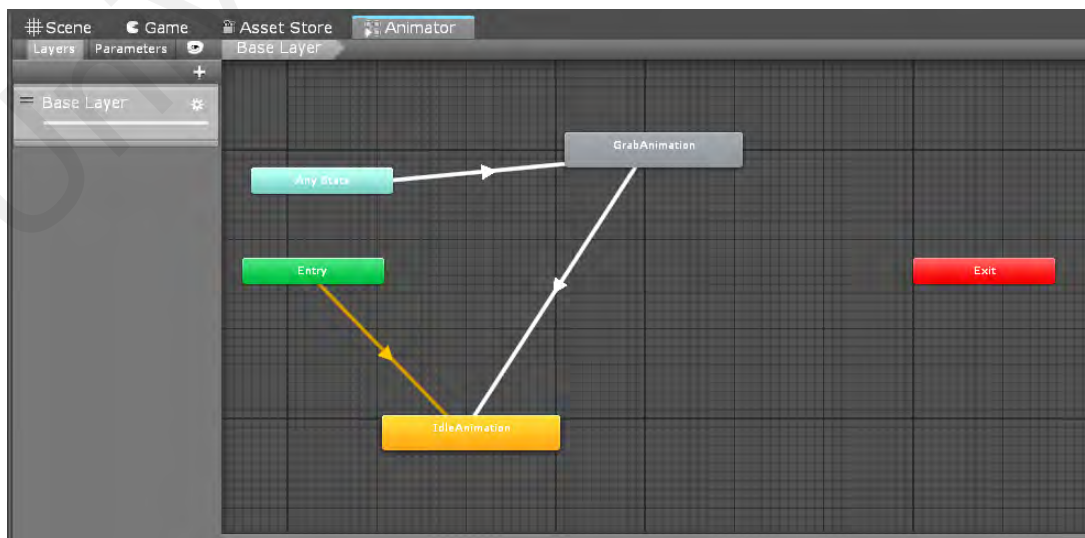 Scene Game Asset Store Animator
Layers Parameters Base Layer
+
Base Layer
GrabAnimation
Any State
Entry
Exit
IdleAnimation